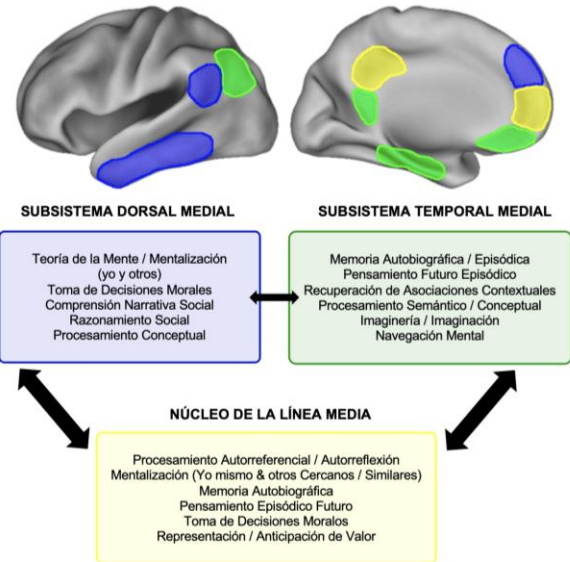 SUBSISTEMA DORSAL MEDIAL
SUBSISTEMA TEMPORAL MEDIAL
Teoría de la Mente / Mentalización
(yo y otros)
Toma de Decisiones Morales
Comprensión Narrativa Social
Razonamiento Social
Procesamiento Conceptual
Memoria Autobiográfica / Episódica
Pensamiento Futuro Episódico
Recuperación de Asociaciones Contextuales
Procesamiento Semántico / Conceptual
Imaginería / Imaginación
Navegación Mental
NÚCLEO DE LA LÍNEA MEDIA
Procesamiento Autorreferencial / Autorreflexión
Mentalización (Yo mismo & otros Cercanos / Similares)
Memoria Autobiográfica
Pensamiento Episódico Futuro
Toma de Decisiones Moralos
Representación / Anticipación de Valor